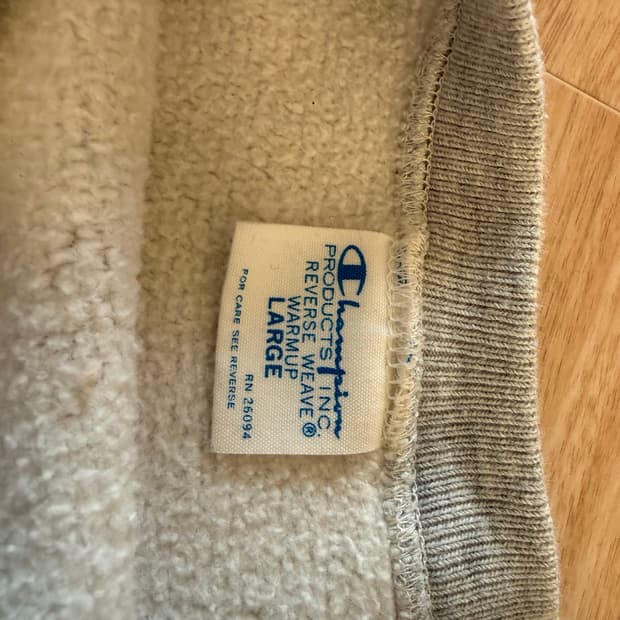 Champion
PRODUCTS, INC.
REVERSE WEAVE®
WARMUP
LARGE
RN 26094
FOR CARE SEE REVERSE